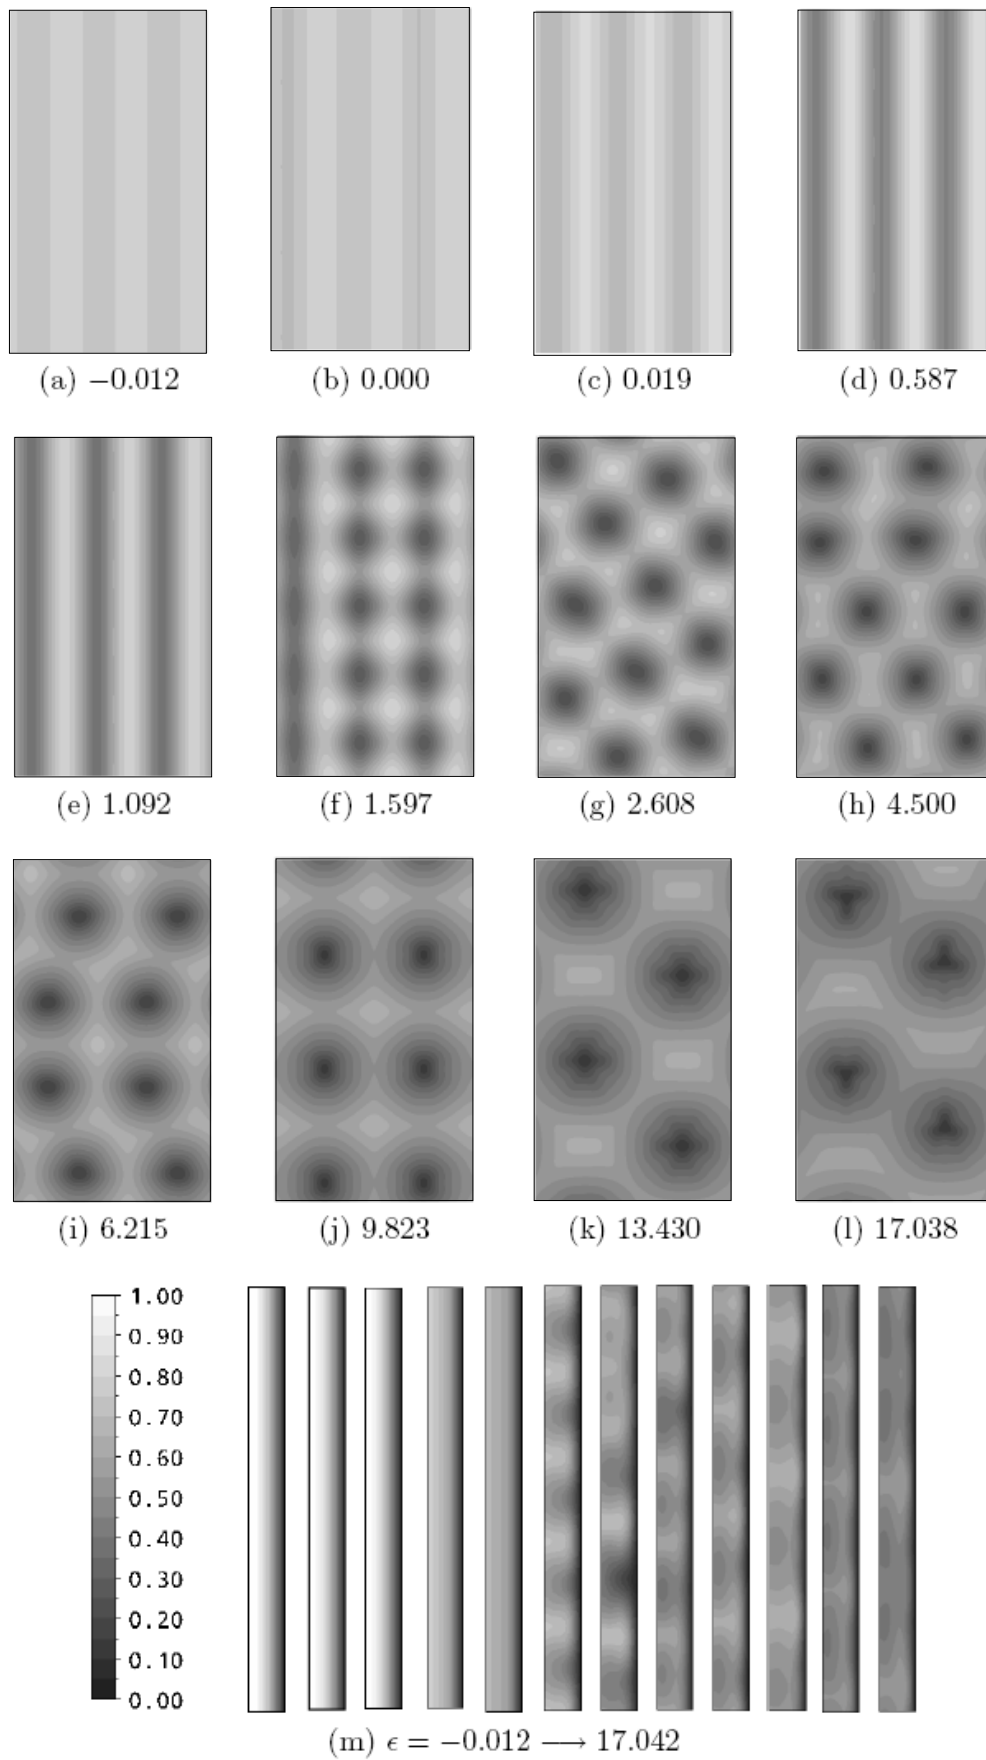 (a) −0.012
(b) 0.000
(c) 0.019
(d) 0.587
(e) 1.092
(f) 1.597
(g) 2.608
(h) 4.500
(i) 6.215
(j) 9.823
(k) 13.430
(l) 17.038
1.00
0.90
0.80
0.70
0.60
0.50
0.40
0.30
0.20
0.10
0.00
(m) ϵ = −0.012 ⟶ 17.042